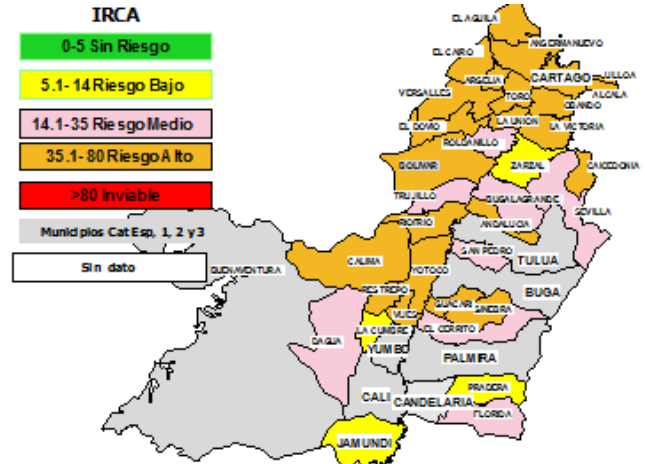 IRCA
0-5 Sin Riesgo
5.1- 14 Riesgo Bajo
14.1-35 Riesgo Medio
35.1- 80 Riesgo Alto
>80 Inviable
Municipios Cat Esp, 1, 2 y 3
Sin dato
EL AGUILA
ANSERMANUEVO
EL CAIRO
ARGELIA
CARTAGO
ULLOA
VERSALLES
TORO
ALCALA
OBANDO
EL DOVIO
LA UNION
LA VICTORIA
ROLDANILLO
BOLIVAR
ZARZAL
CAICEDONIA
TRUJILLO
BUGALAGRANDE
SEVILLA
RIOFRIO
ANDALUCIA
SAN PEDRO
TULUA
BUENAVENTURA
CALIMA
YOTOCO
BUGA
RESTREPO
GUACARI
GINEBRA
VIJES
LA CUMBRE
EL CERRITO
DAGUA
YUMBO
PALMIRA
PRADERA
CALI
CANDELARIA
FLORIDA
JAMUNDI